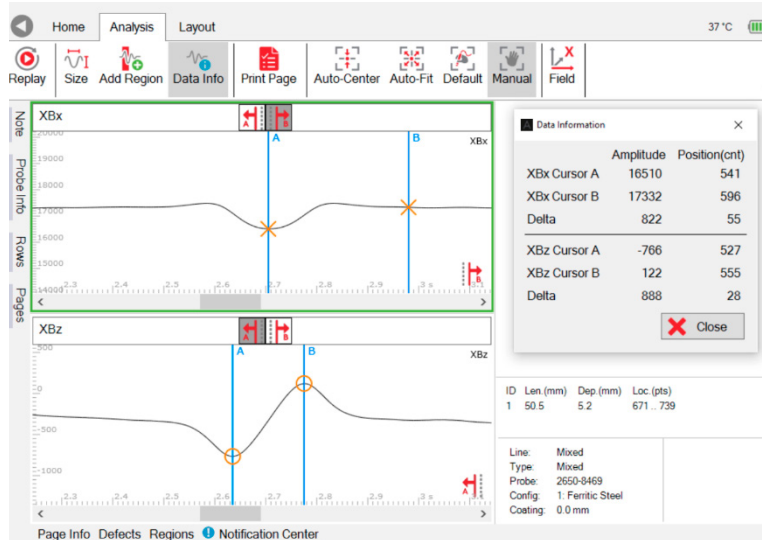 Home Analysis Layout 37 °C
Replay Size Add Region Data Info Print Page Auto-Center Auto-Fit Default Manual Field
Note
Probe Info
Rows
Pages
XBx
A B
A B XBx
20000
19000
18000
17000
16000
15000
14000
2.3 2.4 2.5 2.6 2.7 2.8 2.9 3 s 3.1
B
XBz
A B
A B XBz
500
0
-500
-1000
2.3 2.4 2.5 2.6 2.7 2.8 2.9 3 s 3.1
A
Data Information
Amplitude Position(cnt)
XBx Cursor A 16510 541
XBx Cursor B 17332 596
Delta 822 55
XBz Cursor A -766 527
XBz Cursor B 122 555
Delta 888 28
Close
ID Len.(mm) Dep.(mm) Loc.(pts)
1 50.5 5.2 671 .. 739
Line: Mixed
Type: Mixed
Probe: 2650-8469
Config: 1: Ferritic Steel
Coating: 0.0 mm
Page Info Defects Regions Notification Center